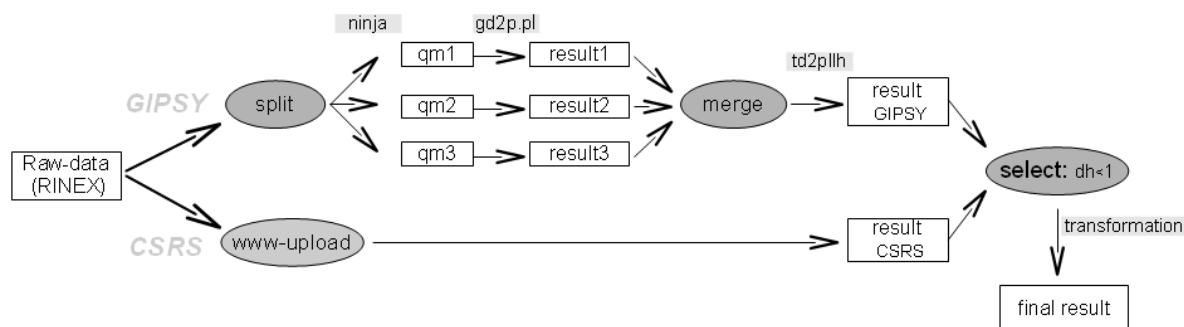 ninja
gd2p.pl
qm1
result1
td2pllh
GIPSY
split
qm2
result2
merge
result
GIPSY
qm3
result3
Raw-data
(RINEX)
select: dh<1
CSRS
www-upload
result
CSRS
transformation
final result